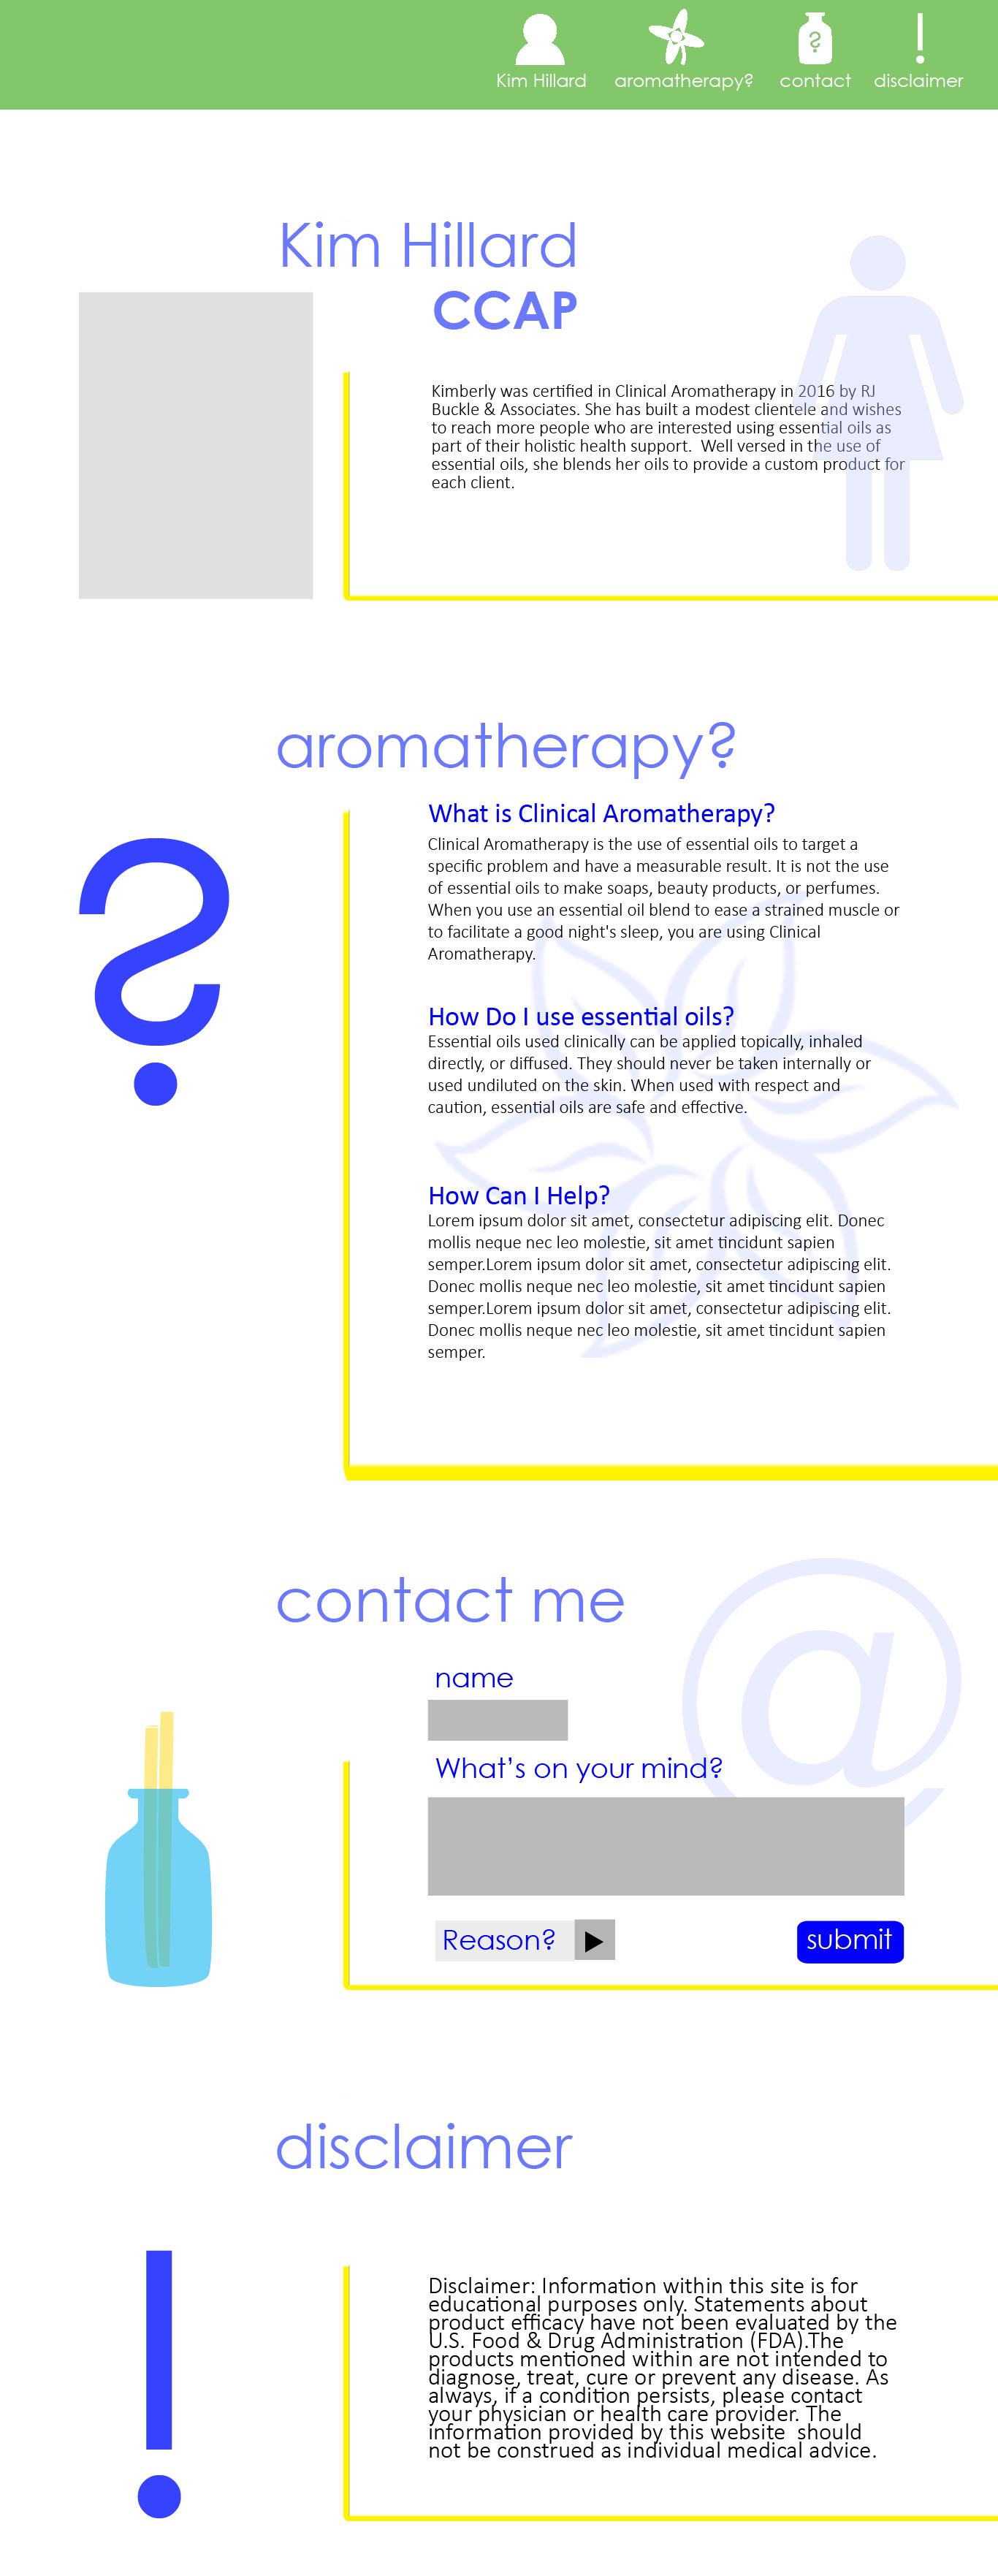 Kim Hillard aromatherapy? contact disclaimer
Kim Hillard
CCAP
Kimberly was certified in Clinical Aromatherapy in 2016 by RJ
Buckle & Associates. She has built a modest clientele and wishes
to reach more people who are interested using essential oils as
part of their holistic health support.  Well versed in the use of
essential oils, she blends her oils to provide a custom product for
each client.
aromatherapy?
?
What is Clinical Aromatherapy?
Clinical Aromatherapy is the use of essential oils to target a
specific problem and have a measurable result. It is not the use
of essential oils to make soaps, beauty products, or perfumes.
When you use an essential oil blend to ease a strained muscle or
to facilitate a good night's sleep, you are using Clinical
Aromatherapy.
How Do I use essential oils?
Essential oils used clinically can be applied topically, inhaled
directly, or diffused. They should never be taken internally or
used undiluted on the skin. When used with respect and
caution, essential oils are safe and effective.
How Can I Help?
Lorem ipsum dolor sit amet, consectetur adipiscing elit. Donec
mollis neque nec leo molestie, sit amet tincidunt sapien
semper.Lorem ipsum dolor sit amet, consectetur adipiscing elit.
Donec mollis neque nec leo molestie, sit amet tincidunt sapien
semper.Lorem ipsum dolor sit amet, consectetur adipiscing elit.
Donec mollis neque nec leo molestie, sit amet tincidunt sapien
semper.
contact me
@
name
What’s on your mind?
Reason?
submit
disclaimer
!
Disclaimer: Information within this site is for
educational purposes only. Statements about
product efficacy have not been evaluated by the
U.S. Food & Drug Administration (FDA).The
products mentioned within are not intended to
diagnose, treat, cure or prevent any disease. As
always, if a condition persists, please contact
your physician or health care provider. The
information provided by this website  should
not be construed as individual medical advice.